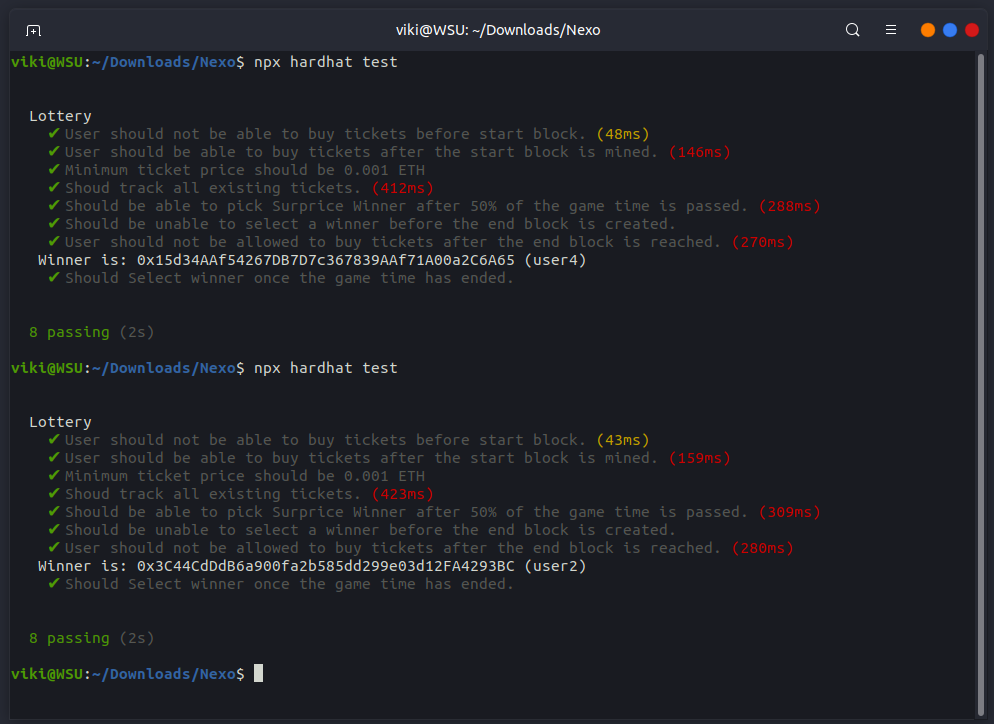 viki@WSU: ~/Downloads/Nexo
viki@WSU:~/Downloads/Nexo$ npx hardhat test
Lottery
✔ User should not be able to buy tickets before start block. (48ms)
✔ User should be able to buy tickets after the start block is mined. (146ms)
✔ Minimum ticket price should be 0.001 ETH
✔ Shoud track all existing tickets. (412ms)
✔ Should be able to pick Surprice Winner after 50% of the game time is passed. (288ms)
✔ Should be unable to select a winner before the end block is created.
✔ User should not be allowed to buy tickets after the end block is reached. (270ms)
Winner is: 0x15d34AAf54267DB7D7c367839AAf71A00a2C6A65 (user4)
✔ Should Select winner once the game time has ended.
8 passing (2s)
viki@WSU:~/Downloads/Nexo$ npx hardhat test
Lottery
✔ User should not be able to buy tickets before start block. (43ms)
✔ User should be able to buy tickets after the start block is mined. (159ms)
✔ Minimum ticket price should be 0.001 ETH
✔ Shoud track all existing tickets. (423ms)
✔ Should be able to pick Surprice Winner after 50% of the game time is passed. (309ms)
✔ Should be unable to select a winner before the end block is created.
✔ User should not be allowed to buy tickets after the end block is reached. (280ms)
Winner is: 0x3C44CdDdB6a900fa2b585dd299e03d12FA4293BC (user2)
✔ Should Select winner once the game time has ended.
8 passing (2s)
viki@WSU:~/Downloads/Nexo$